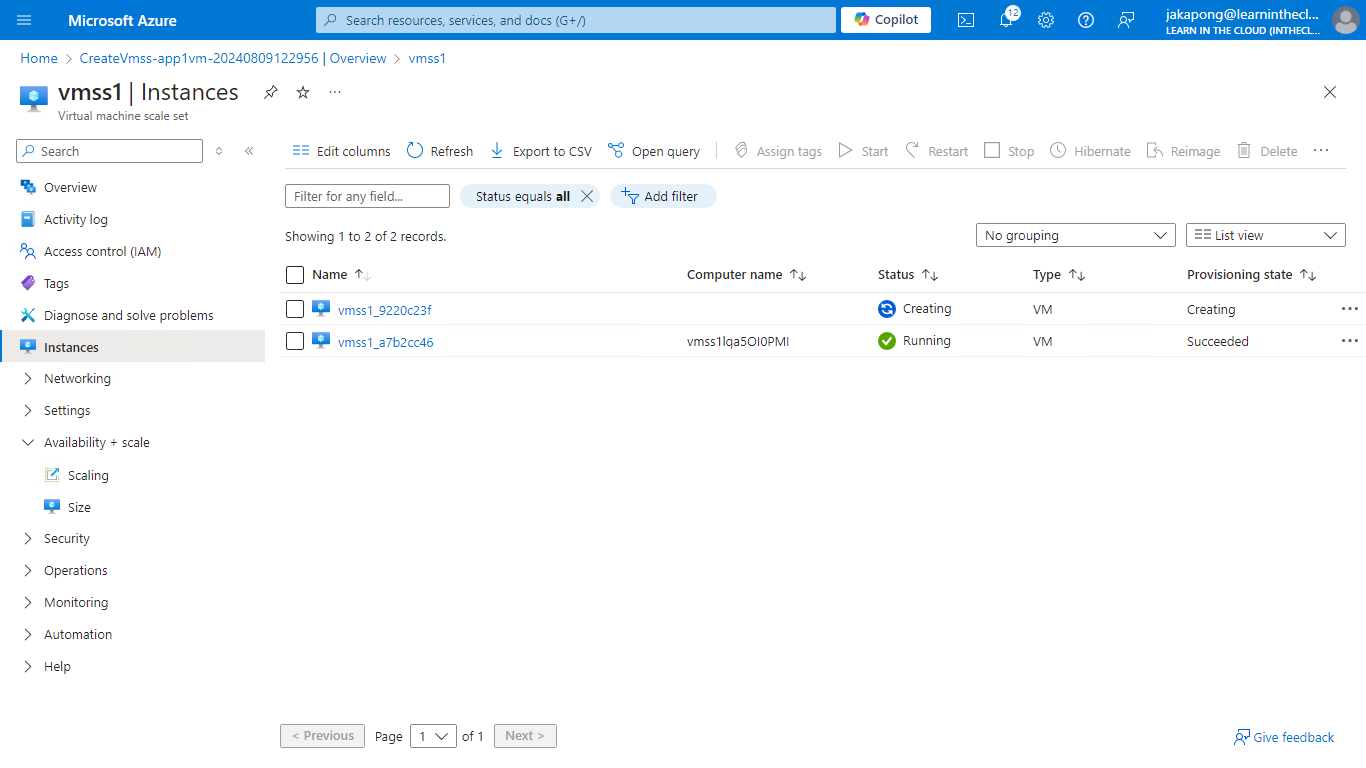 Microsoft Azure
Search resources, services, and docs (G+/)
Copilot
12
jakapong@learninthecl...
LEARN IN THE CLOUD (INTHECL...
Home > CreateVmss-app1vm-20240809122956 | Overview > vmss1
vmss1 | Instances
Virtual machine scale set
Search
Edit columns
Refresh
Export to CSV
Open query
Assign tags
Start
Restart
Stop
Hibernate
Reimage
Delete
Overview
Activity log
Access control (IAM)
Tags
Diagnose and solve problems
Instances
Networking
Settings
Availability + scale
Scaling
Size
Security
Operations
Monitoring
Automation
Help
Filter for any field...
Status equals all
Add filter
Showing 1 to 2 of 2 records.
No grouping
List view
Name Computer name Status Type Provisioning state
vmss1_9220c23f Creating VM Creating
vmss1_a7b2cc46 vmss1lqa5OI0PMI Running VM Succeeded
< Previous Page 1 of 1 Next >
Give feedback